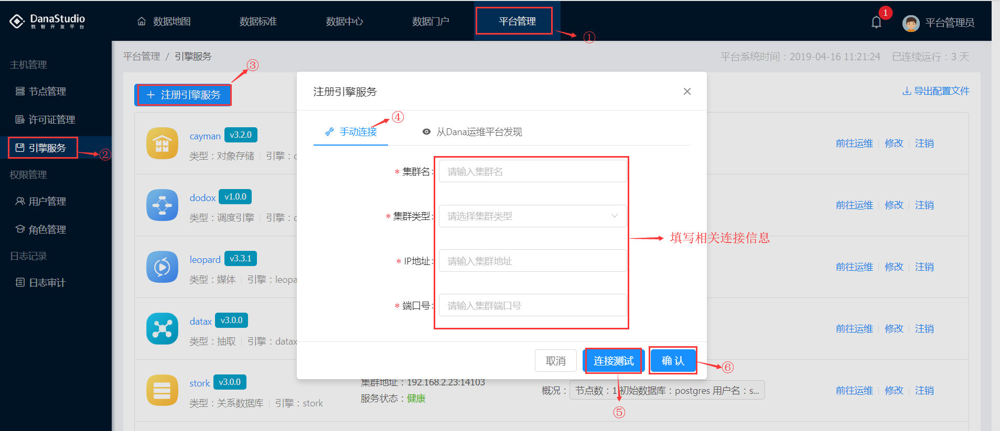 DanaStudio
数智开发平台
数据地图
数据标准
数据中心
数据门户
平台管理
①
1
平台管理员
主机管理
节点管理
许可证管理
引擎服务
②
权限管理
用户管理
角色管理
日志记录
日志审计
平台管理 / 引擎服务
平台系统时间：2019-04-16 11:21:24 已连续运行：3 天
③
+ 注册引擎服务
导出配置文件
cayman v3.2.0
类型：对象存储 引擎：c
前往运维 修改 注销
dodox v1.0.0
类型：调度引擎 引擎：c
前往运维 修改 注销
leopard v3.3.1
类型：媒体 引擎：leopa
前往运维 修改 注销
datax v3.0.0
类型：抽取 引擎：datax
前往运维 修改 注销
stork v3.0.0
类型：关系数据库 引擎：stork
集群地址：192.168.2.23:14103
服务状态：健康
概况： 节点数：1 初始数据库：postgres 用户名：s...
前往运维 修改 注销
注册引擎服务
手动连接
④
从Dana运维平台发现
* 集群名: 请输入集群名
* 集群类型: 请选择集群类型
* IP地址: 请输入集群地址
* 端口号: 请输入集群端口号
填写相关连接信息
取消
连接测试
确 认
⑤
⑥